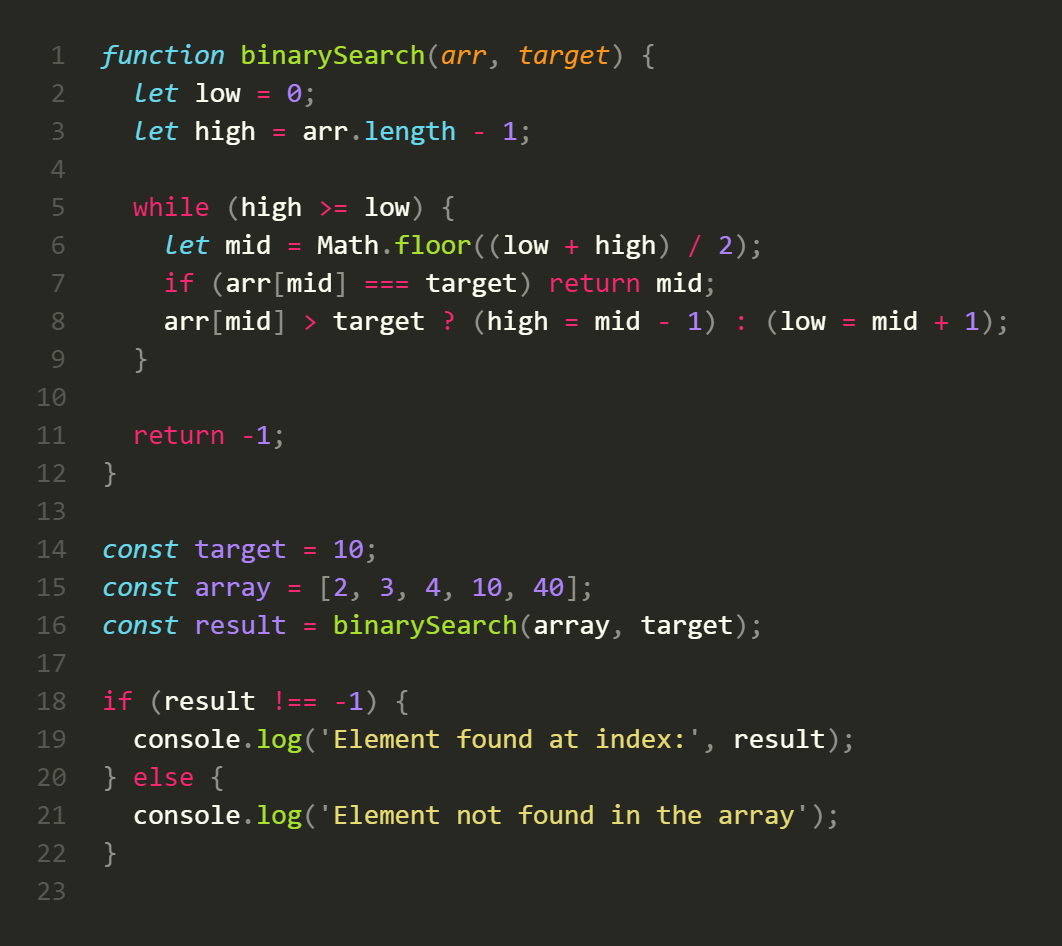 1 function binarySearch(arr, target) {
2   let low = 0;
3   let high = arr.length - 1;
4
5   while (high >= low) {
6     let mid = Math.floor((low + high) / 2);
7     if (arr[mid] === target) return mid;
8     arr[mid] > target ? (high = mid - 1) : (low = mid + 1);
9   }
10
11   return -1;
12 }
13
14 const target = 10;
15 const array = [2, 3, 4, 10, 40];
16 const result = binarySearch(array, target);
17
18 if (result !== -1) {
19   console.log('Element found at index:', result);
20 } else {
21   console.log('Element not found in the array');
22 }
23